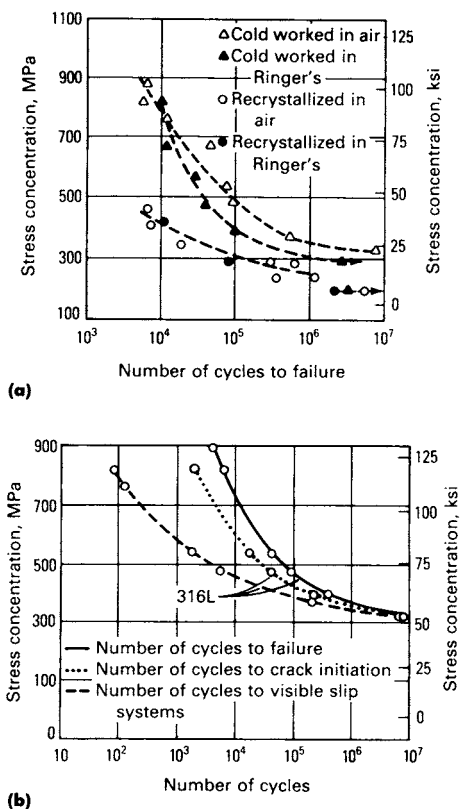 △ Cold worked in air
▲ Cold worked in
Ringer's
○ Recrystallized in
air
● Recrystallized in
Ringer's
Stress concentration, MPa
1100
900
700
500
300
100
Stress concentration, ksi
125
100
75
50
25
0
10³ 10⁴ 10⁵ 10⁶ 10⁷
Number of cycles to failure
(a)
Stress concentration, MPa
900
700
500
300
100
0
Stress concentration, ksi
120
100
75
50
25
0
316L
Number of cycles to failure
Number of cycles to crack initiation
Number of cycles to visible slip
systems
10 10² 10³ 10⁴ 10⁵ 10⁶ 10⁷
Number of cycles
(b)